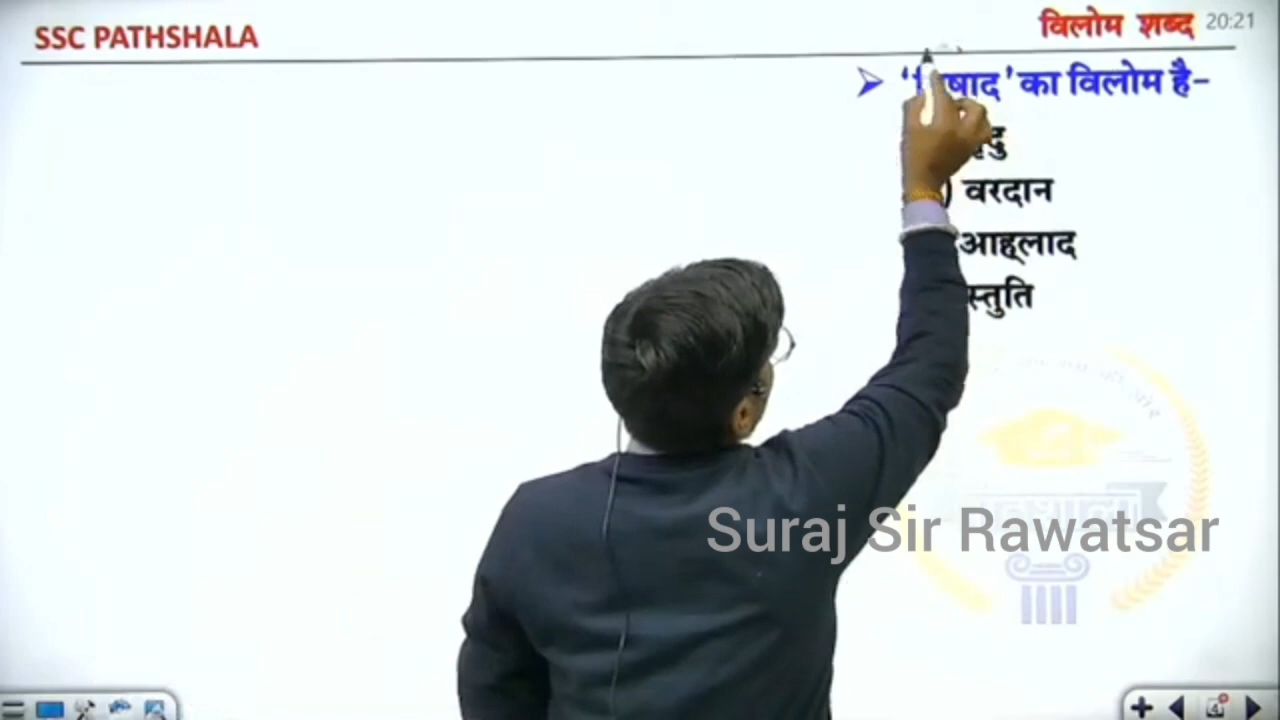 SSC PATHSHALA
विलोम शब्द 20:21
का विलोम है-
वरदान
आह्लाद
स्तुति
Suraj Sir Rawatsar